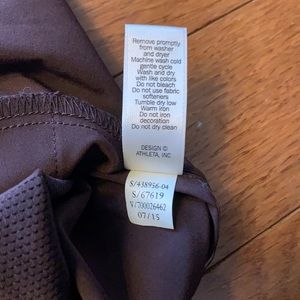 Remove promptly
from washer
and dryer
Machine wash cold
gentle cycle
Wash and dry
with like colors
Do not bleach
Do not use fabric
softeners
Tumble dry low
Warm iron
Do not iron
decoration
Do not dry clean
DESIGN ©
ATHLETA, INC
S/438956-04
S/67619
V/700026462
07/15